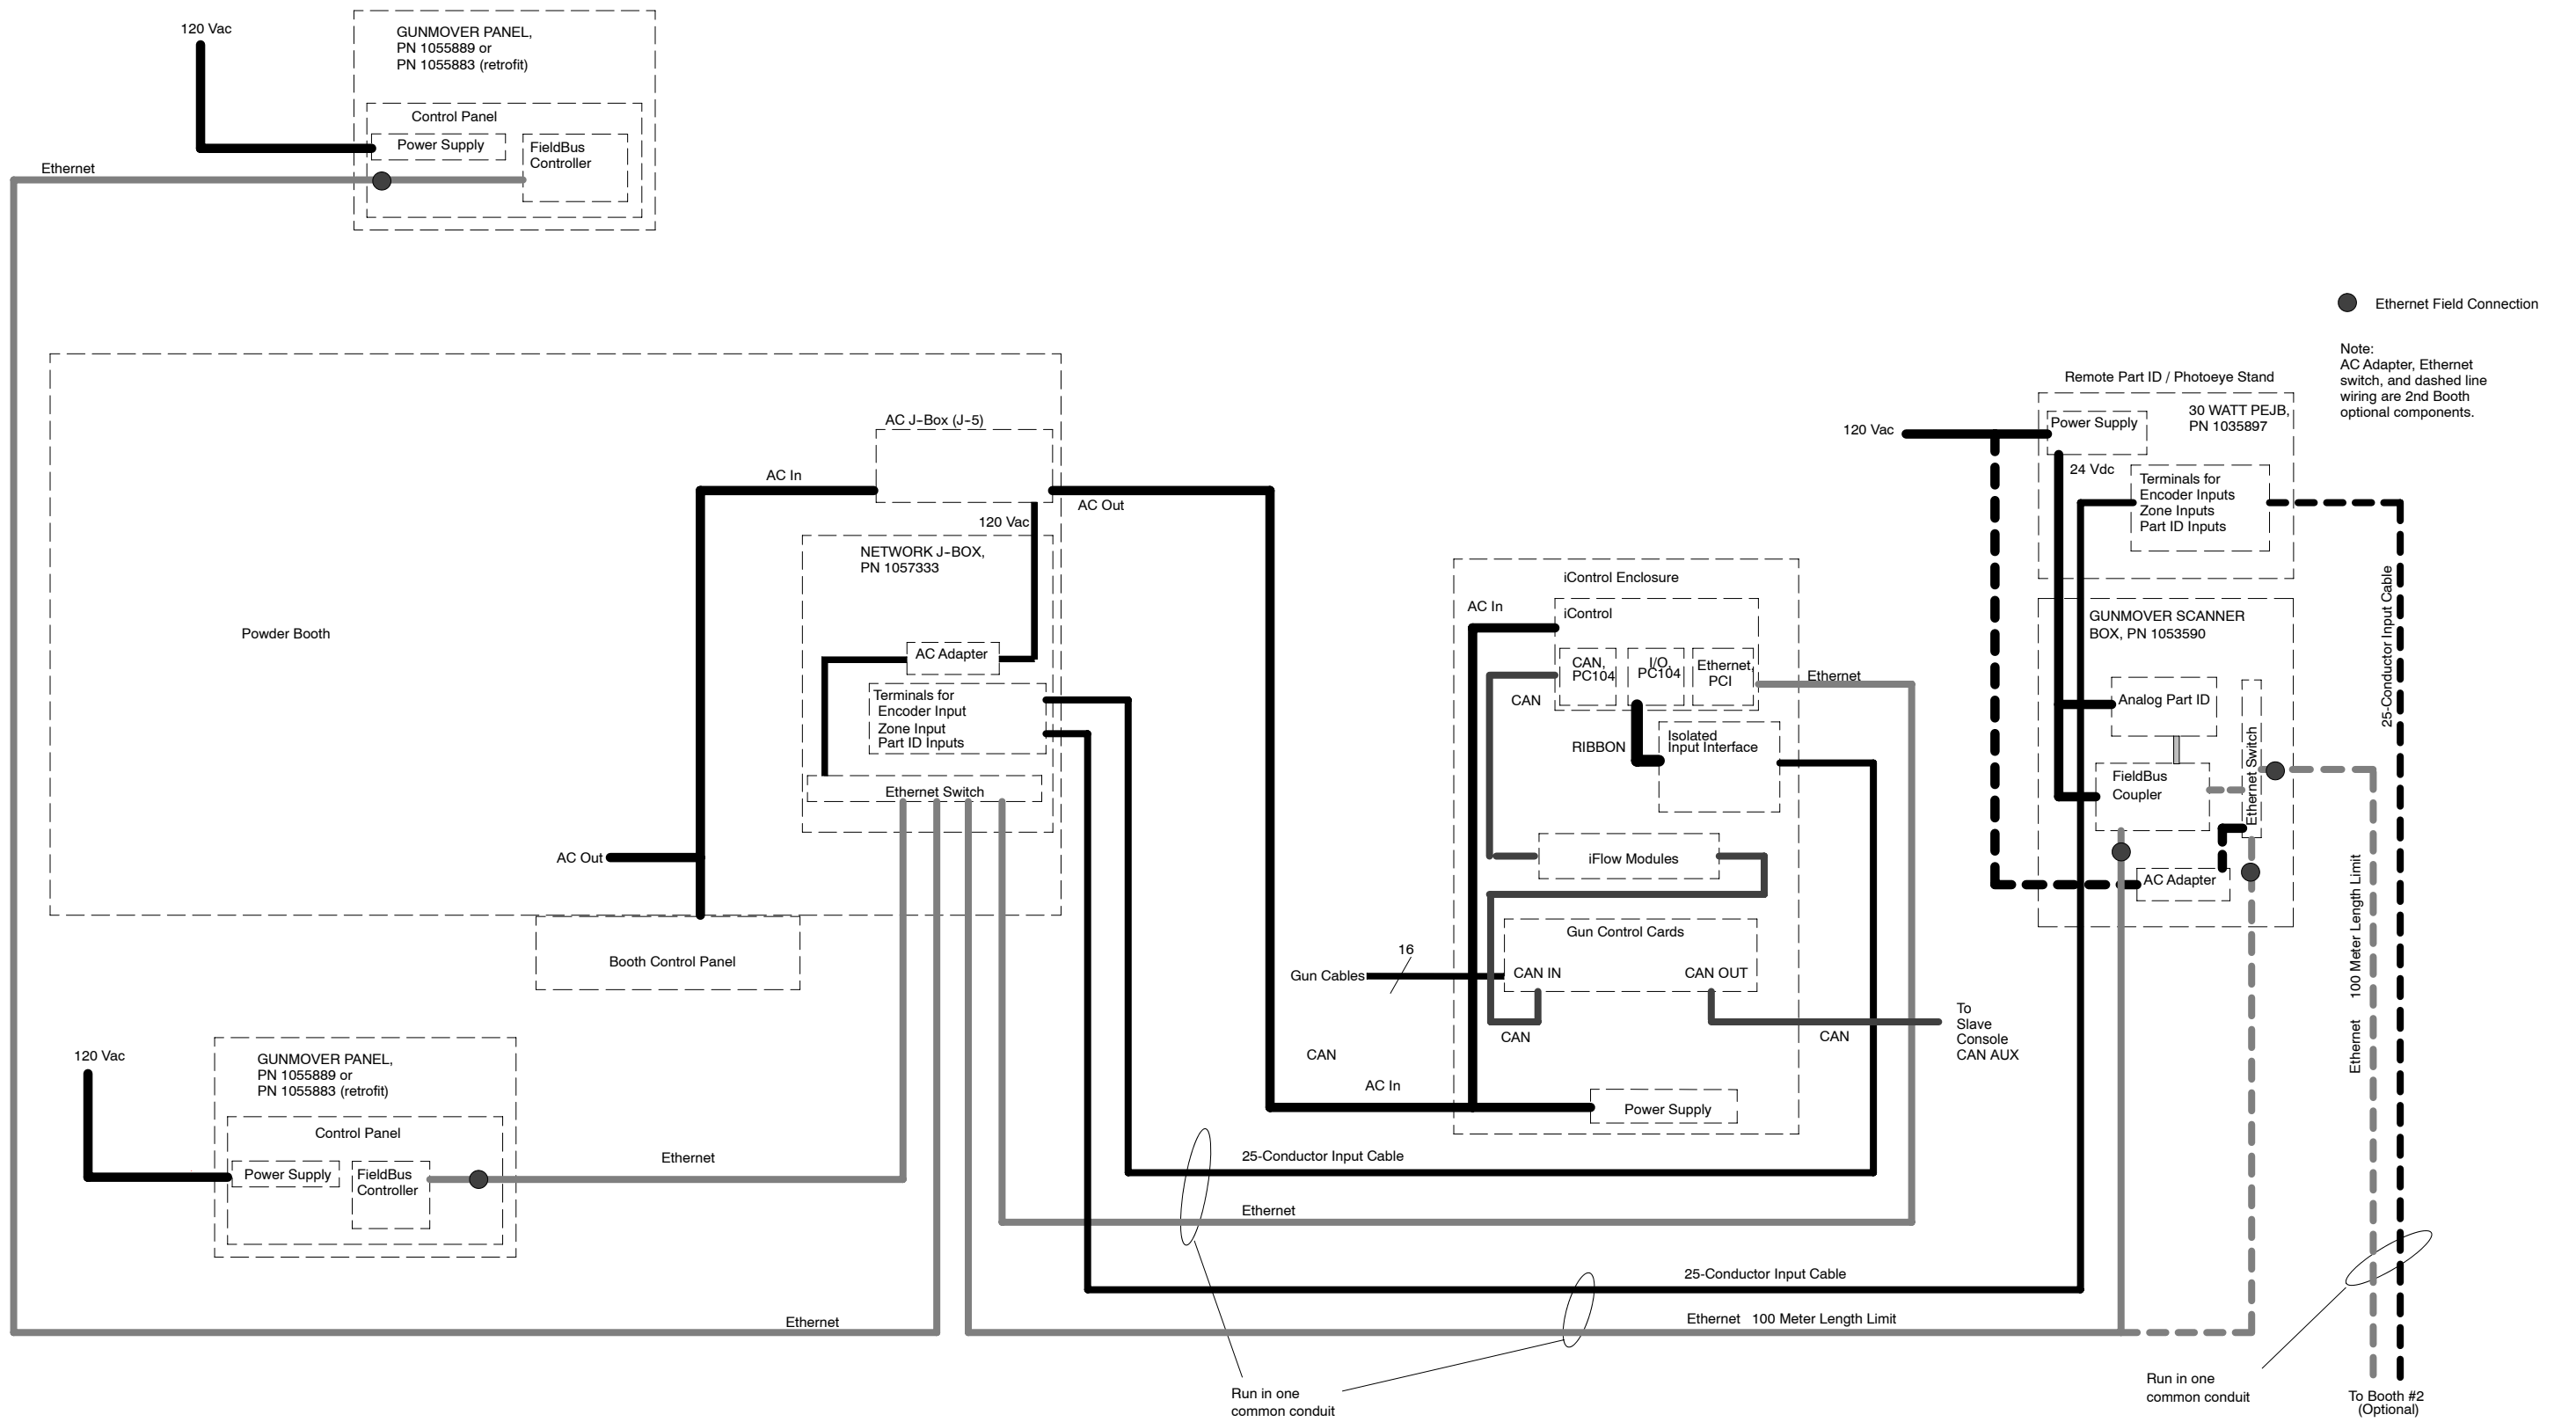 120 Vac
GUNMOVER PANEL,
PN 1055889 or
PN 1055883 (retrofit)
Control Panel
Power Supply
FieldBus
Controller
Ethernet
Ethernet Field Connection
Note:
AC Adapter, Ethernet
switch, and dashed line
wiring are 2nd Booth
optional components.
Powder Booth
AC J-Box (J-5)
AC In
AC Out
120 Vac
NETWORK J-BOX,
PN 1057333
AC Adapter
Terminals for
Encoder Input
Zone Input
Part ID Inputs
Ethernet Switch
AC Out
Booth Control Panel
iControl Enclosure
AC In
iControl
CAN,
PC104
I/O,
PC104
Ethernet,
PCI
Ethernet
CAN
RIBBON
Isolated
Input Interface
iFlow Modules
Gun Control Cards
16
Gun Cables
CAN IN
CAN OUT
CAN
CAN
CAN
To
Slave
Console
CAN AUX
AC In
Power Supply
Remote Part ID / Photoeye Stand
120 Vac
Power Supply
30 WATT PEJB,
PN 1035897
24 Vdc
Terminals for
Encoder Inputs
Zone Inputs
Part ID Inputs
GUNMOVER SCANNER
BOX, PN 1053590
Analog Part ID
FieldBus
Coupler
Ethernet Switch
AC Adapter
25-Conductor Input Cable
Ethernet 100 Meter Length Limit
120 Vac
GUNMOVER PANEL,
PN 1055889 or
PN 1055883 (retrofit)
Control Panel
Power Supply
FieldBus
Controller
Ethernet
25-Conductor Input Cable
Ethernet
25-Conductor Input Cable
Ethernet
Ethernet 100 Meter Length Limit
Run in one
common conduit
Run in one
common conduit
To Booth #2
(Optional)